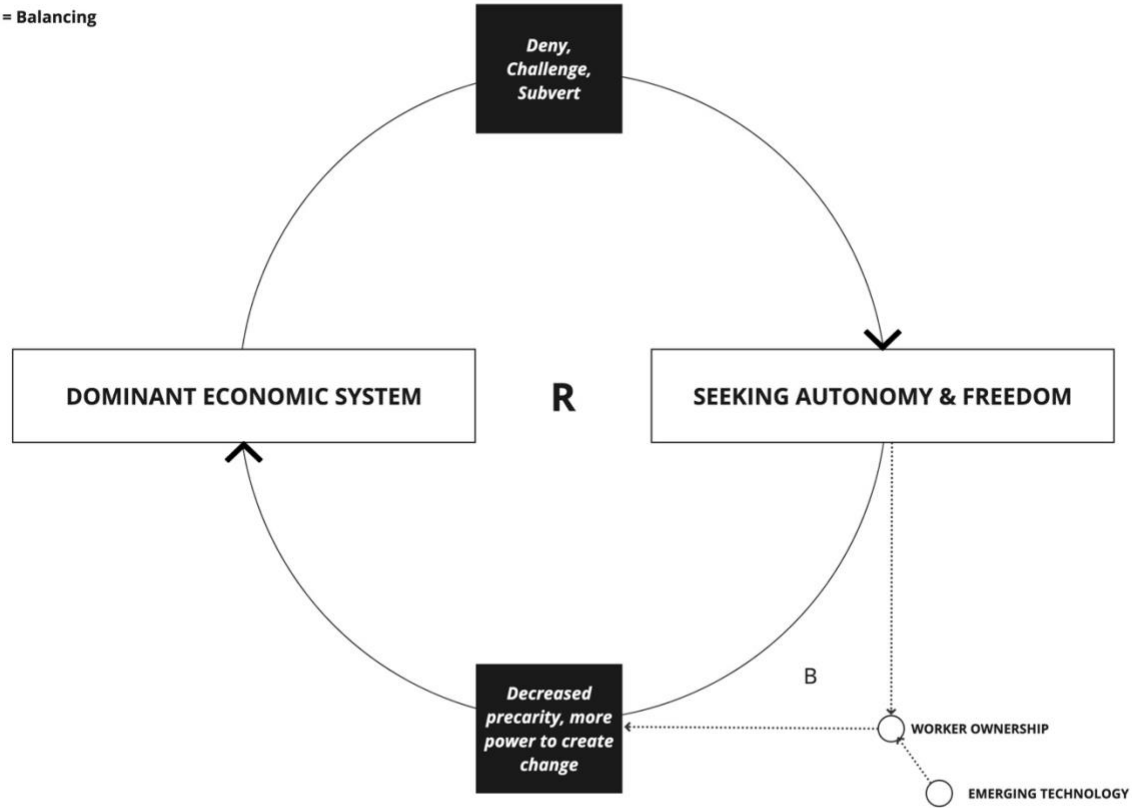 = Balancing
Deny,
Challenge,
Subvert
DOMINANT ECONOMIC SYSTEM
R
SEEKING AUTONOMY & FREEDOM
B
Decreased
precarity, more
power to create
change
WORKER OWNERSHIP
EMERGING TECHNOLOGY